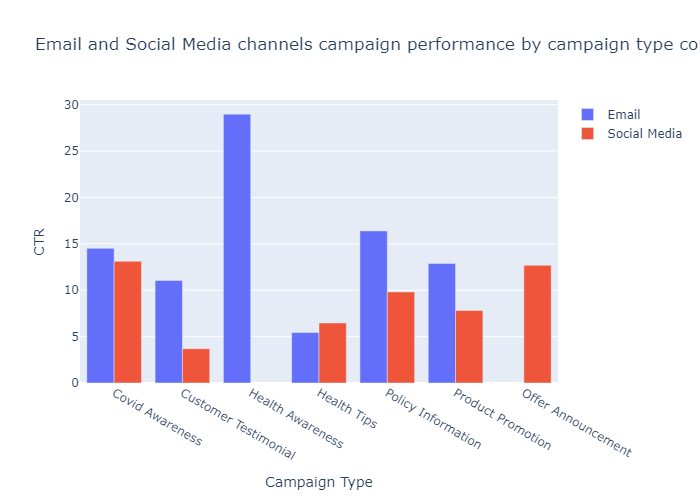 Email and Social Media channels campaign performance by campaign type co
Email
Social Media
30
25
20
15
10
5
0
CTR
Covid Awareness
Customer Testimonial
Health Awareness
Health Tips
Policy Information
Product Promotion
Offer Announcement
Campaign Type